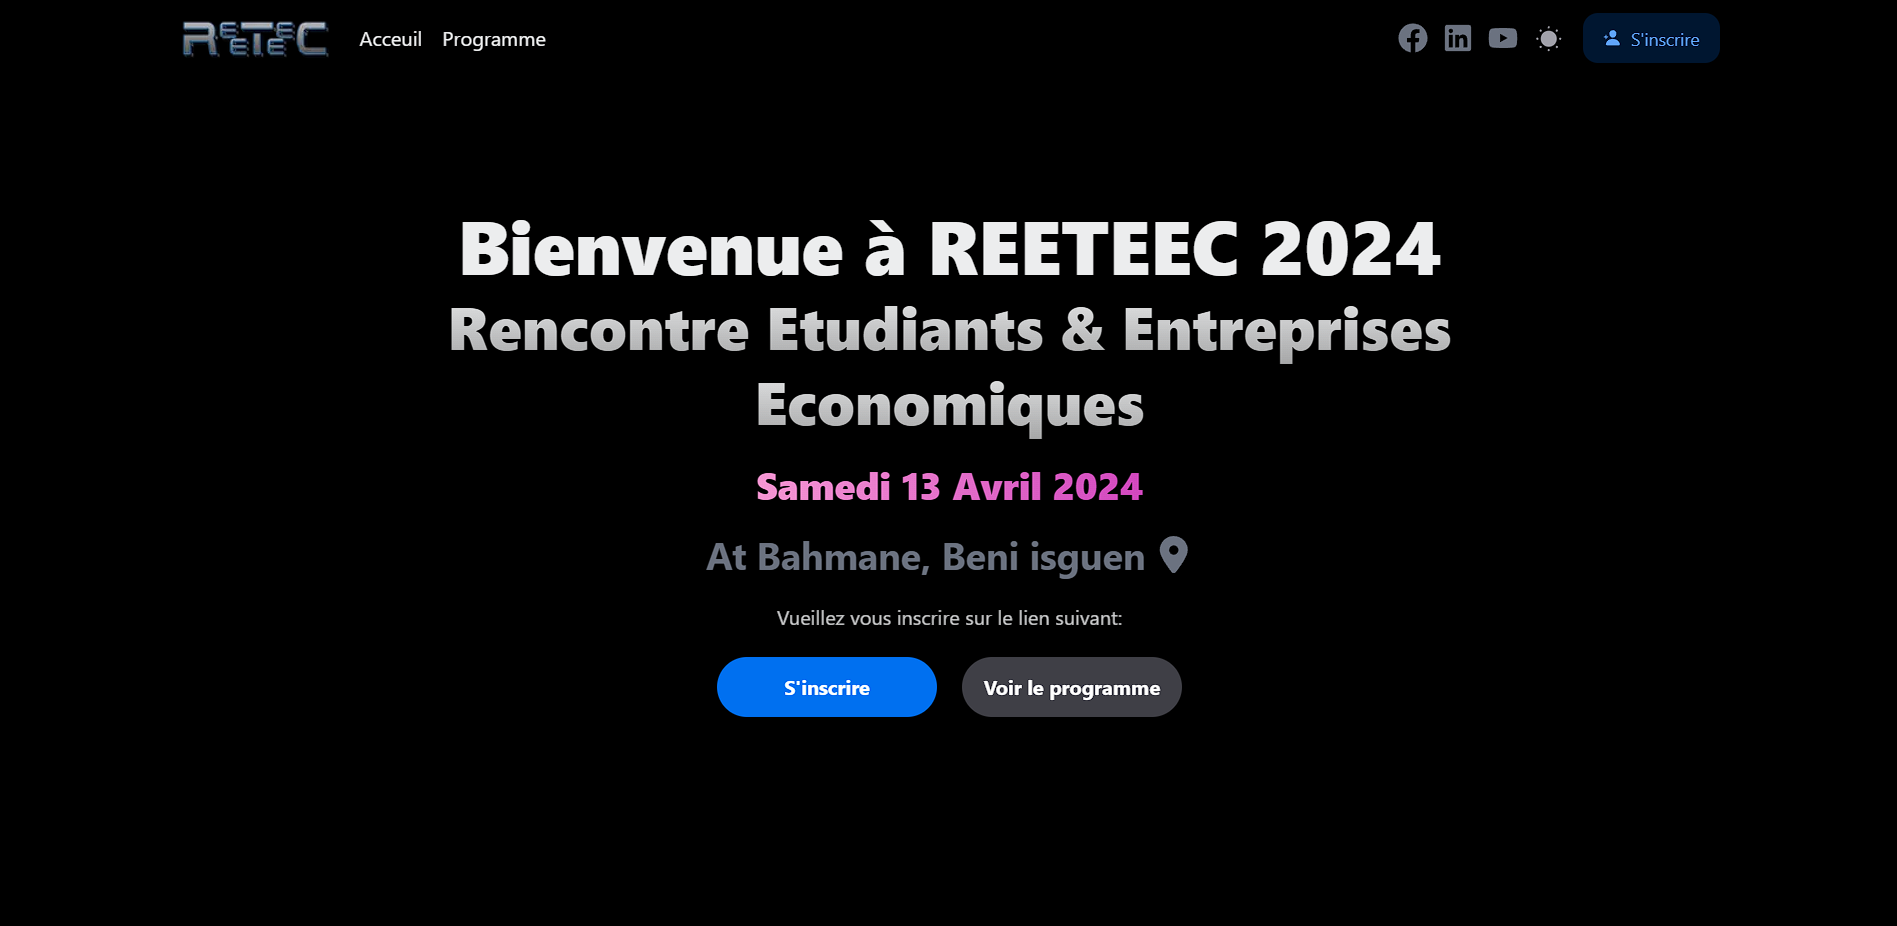 REETEEC
Acceuil
Programme
S'inscrire
Bienvenue à REETEEC 2024
Rencontre Etudiants & Entreprises
Economiques
Samedi 13 Avril 2024
At Bahmane, Beni isguen
Vueillez vous inscrire sur le lien suivant:
S'inscrire
Voir le programme